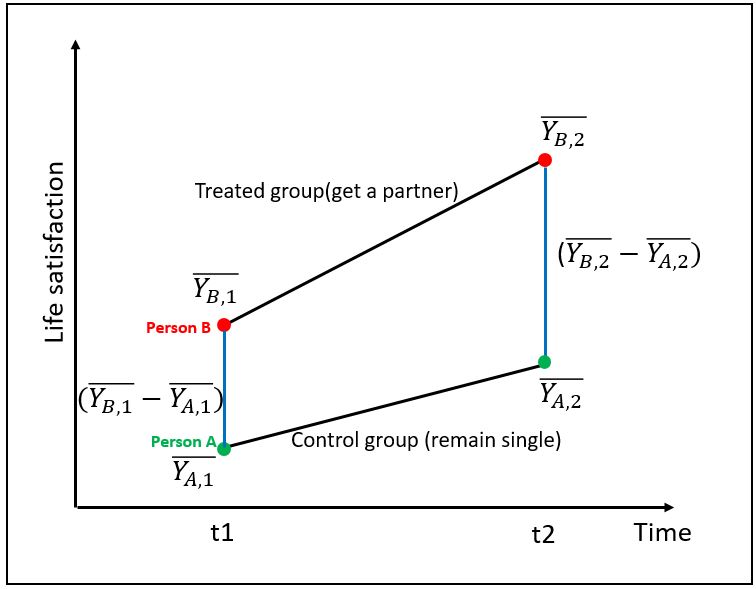 Life satisfaction
$\overline{Y_{B,2}}$
Treated group(get a partner)
$(\overline{Y_{B,2}} - \overline{Y_{A,2}})$
$\overline{Y_{B,1}}$
Person B
$(\overline{Y_{B,1}} - \overline{Y_{A,1}})$
$\overline{Y_{A,2}}$
Person A
Control group (remain single)
$\overline{Y_{A,1}}$
t1
t2
Time